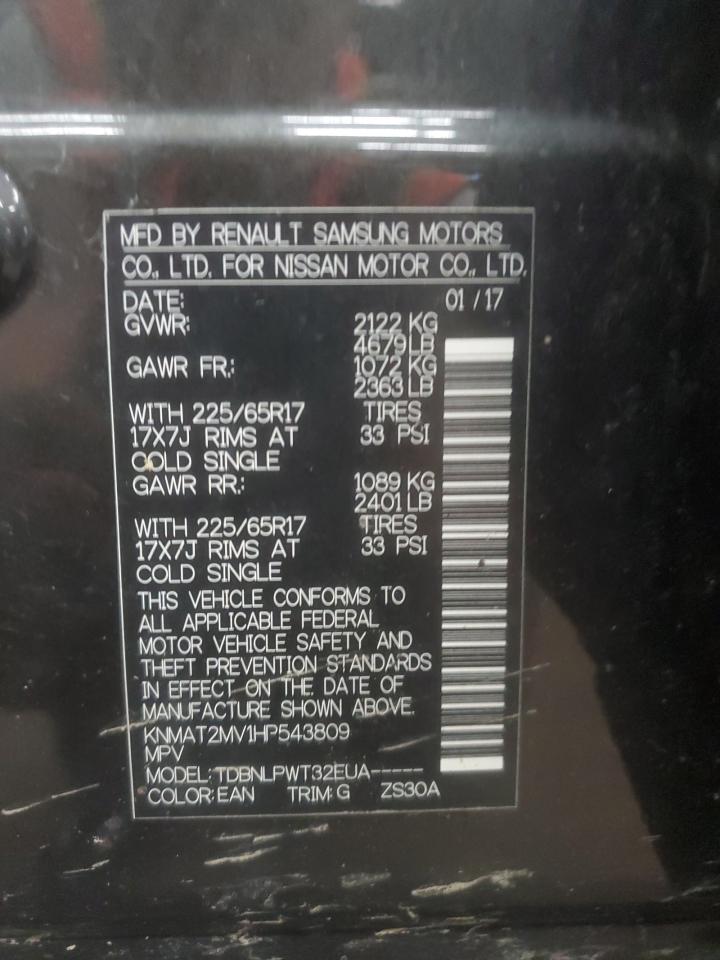 MFD BY RENAULT SAMSUNG MOTORS
CO., LTD. FOR NISSAN MOTOR CO., LTD.
DATE: 01 / 17
GVWR: 2122 KG
4679 LB
GAWR FR.: 1072 KG
2363 LB
WITH 225/65R17 TIRES
17X7J RIMS AT 33 PSI
COLD SINGLE
GAWR RR.: 1089 KG
2401 LB
WITH 225/65R17 TIRES
17X7J RIMS AT 33 PSI
COLD SINGLE
THIS VEHICLE CONFORMS TO
ALL APPLICABLE FEDERAL
MOTOR VEHICLE SAFETY AND
THEFT PREVENTION STANDARDS
IN EFFECT ON THE DATE OF
MANUFACTURE SHOWN ABOVE.
KNMAT2MV1HP543809
MPV
MODEL: TDBNLPWT32EUA-----
COLOR: EAN TRIM: G ZS30A